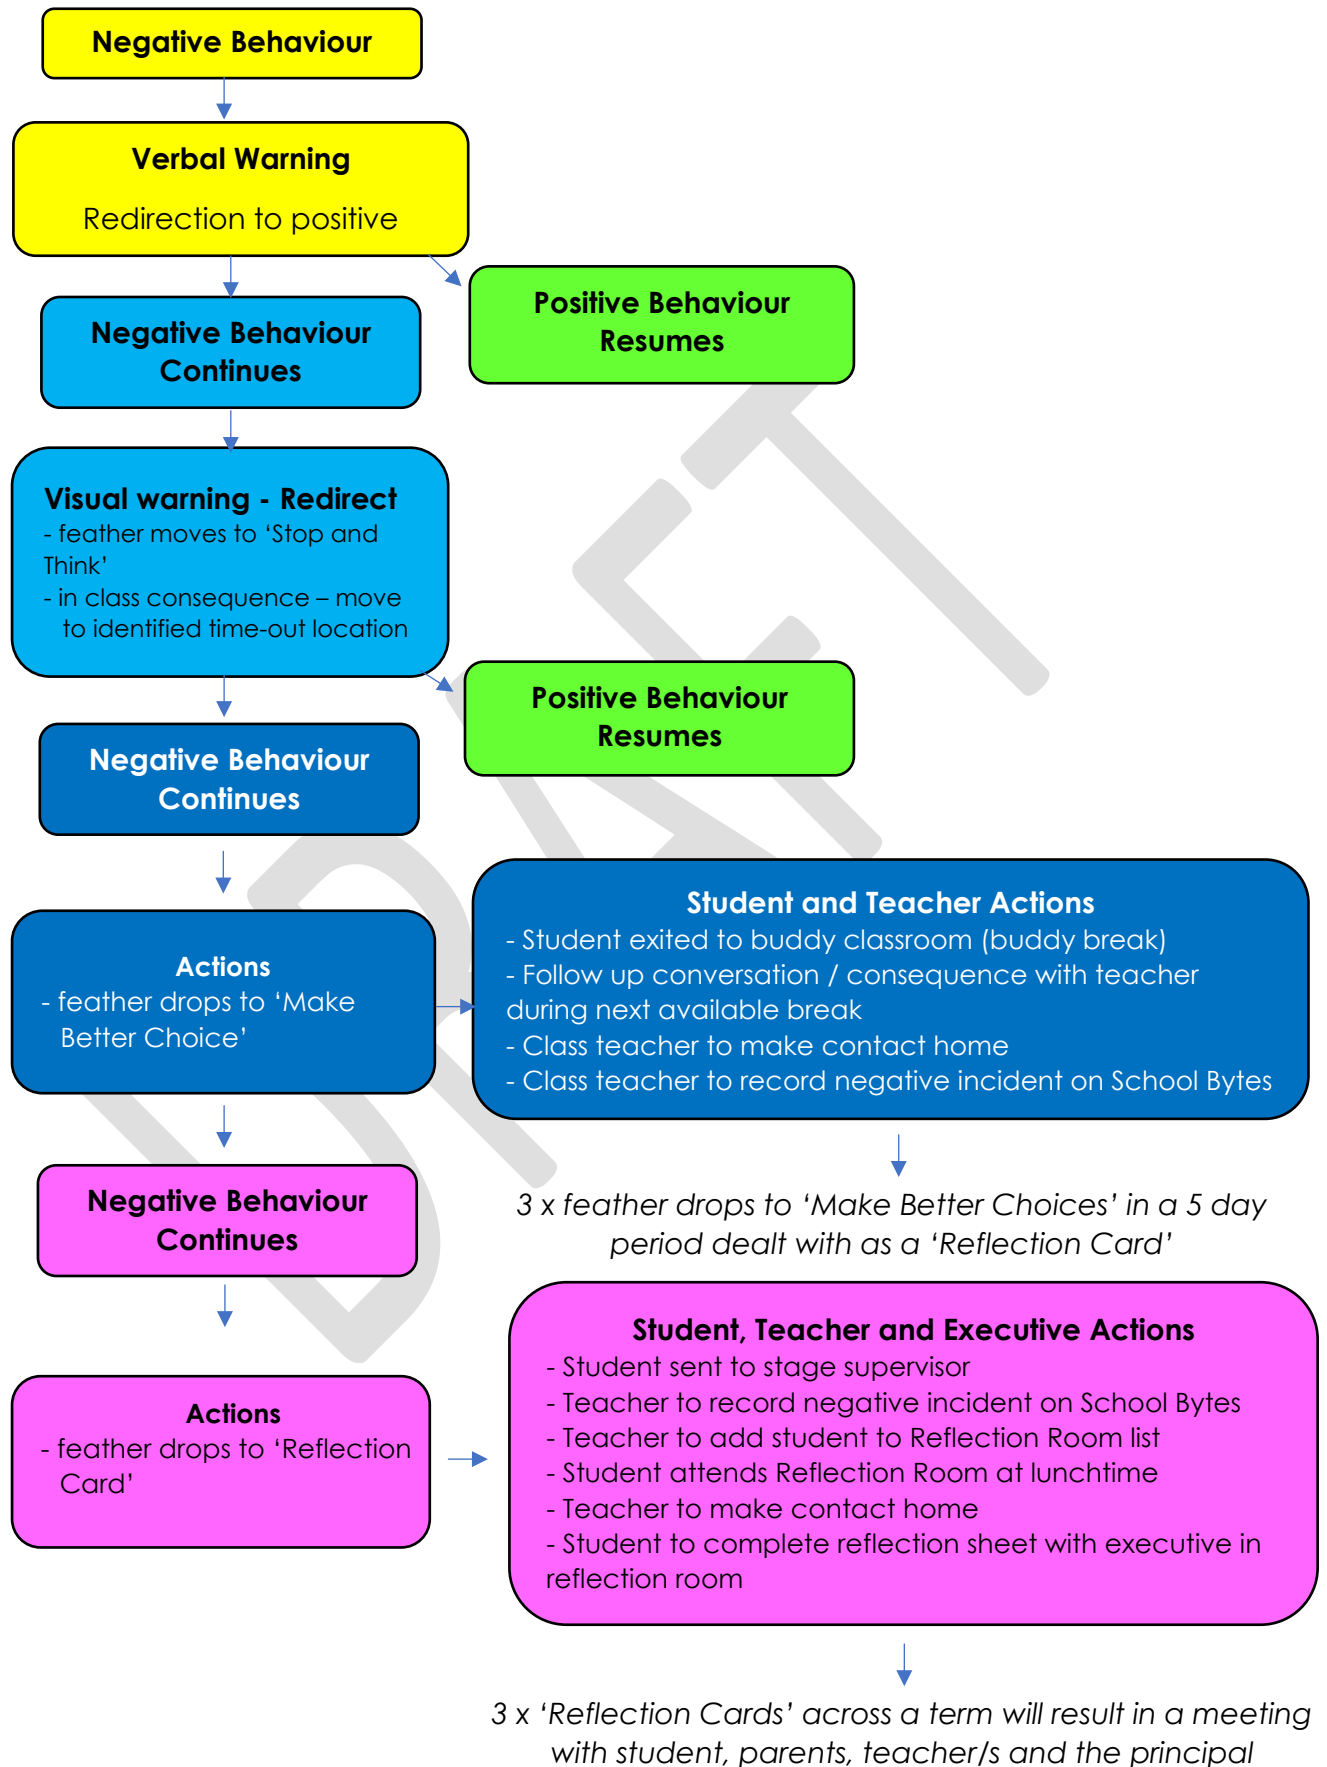 Negative Behaviour
Verbal Warning
Redirection to positive
Positive Behaviour
Resumes
Negative Behaviour
Continues
Visual warning - Redirect
- feather moves to ‘Stop and
Think’
- in class consequence – move
to identified time-out location
Positive Behaviour
Resumes
Negative Behaviour
Continues
Actions
- feather drops to ‘Make
Better Choice’
Student and Teacher Actions
- Student exited to buddy classroom (buddy break)
- Follow up conversation / consequence with teacher
during next available break
- Class teacher to make contact home
- Class teacher to record negative incident on School Bytes
3 x feather drops to ‘Make Better Choices’ in a 5 day
period dealt with as a ‘Reflection Card’
Negative Behaviour
Continues
Actions
- feather drops to ‘Reflection
Card’
Student, Teacher and Executive Actions
- Student sent to stage supervisor
- Teacher to record negative incident on School Bytes
- Teacher to add student to Reflection Room list
- Student attends Reflection Room at lunchtime
- Teacher to make contact home
- Student to complete reflection sheet with executive in
reflection room
3 x ‘Reflection Cards’ across a term will result in a meeting
with student, parents, teacher/s and the principal
DRAFT